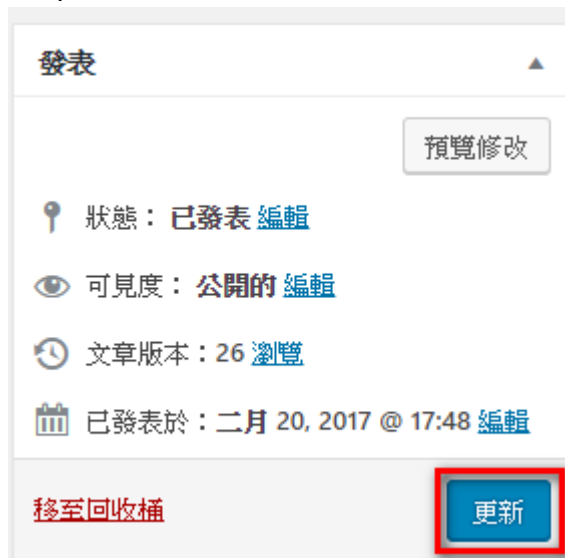 發表
預覽修改
狀態： 已發表 編輯
可見度： 公開的 編輯
文章版本：26 瀏覽
已發表於：二月 20, 2017 @ 17:48 編輯
移至回收桶 更新